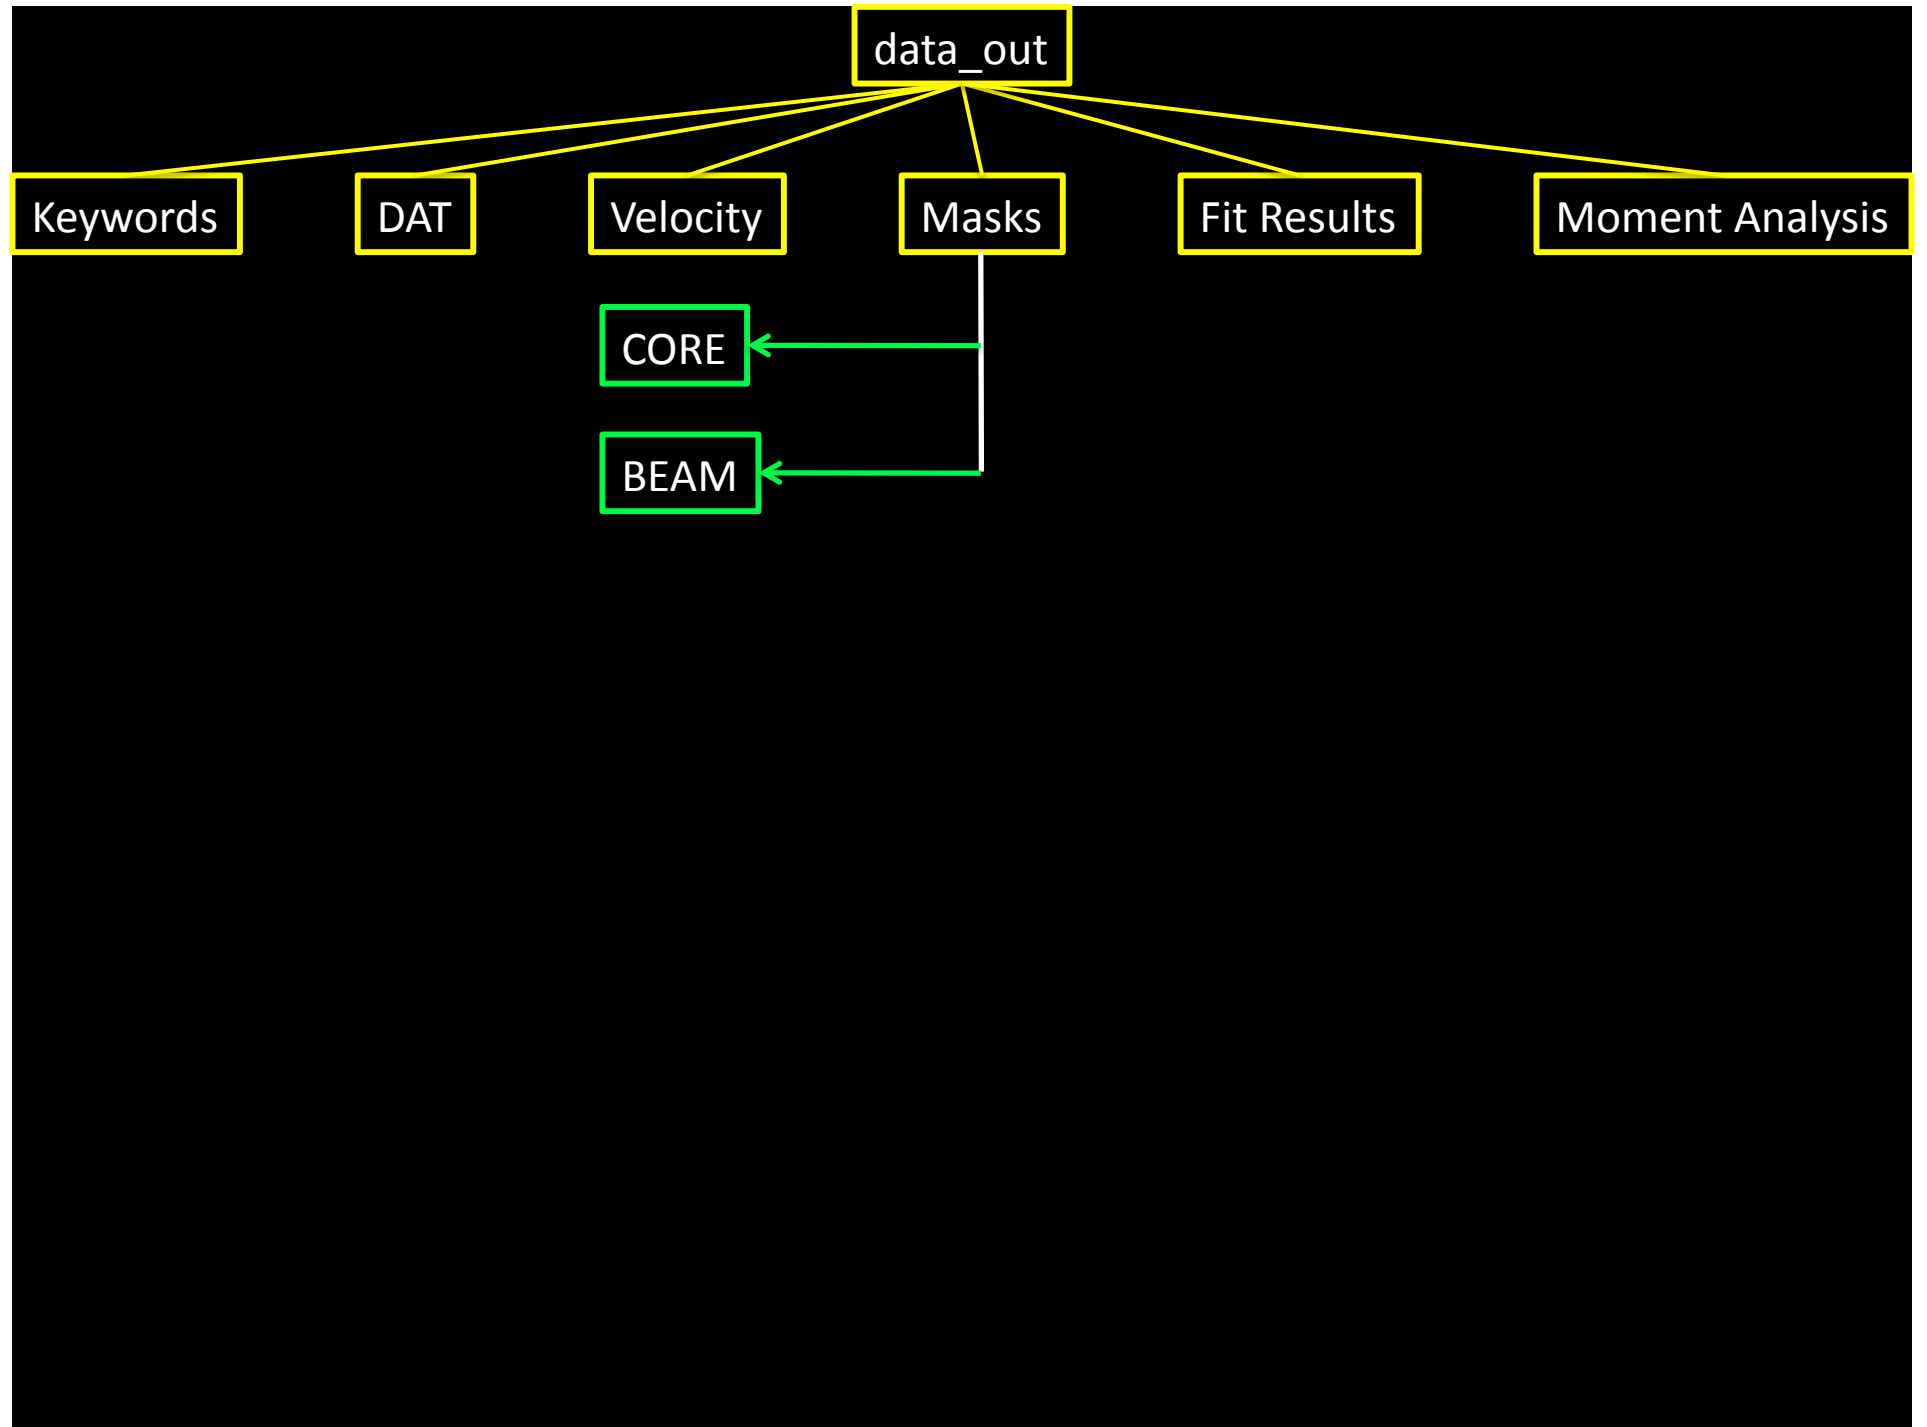 data_out
Keywords
DAT
Velocity
Masks
Fit Results
Moment Analysis
CORE
BEAM